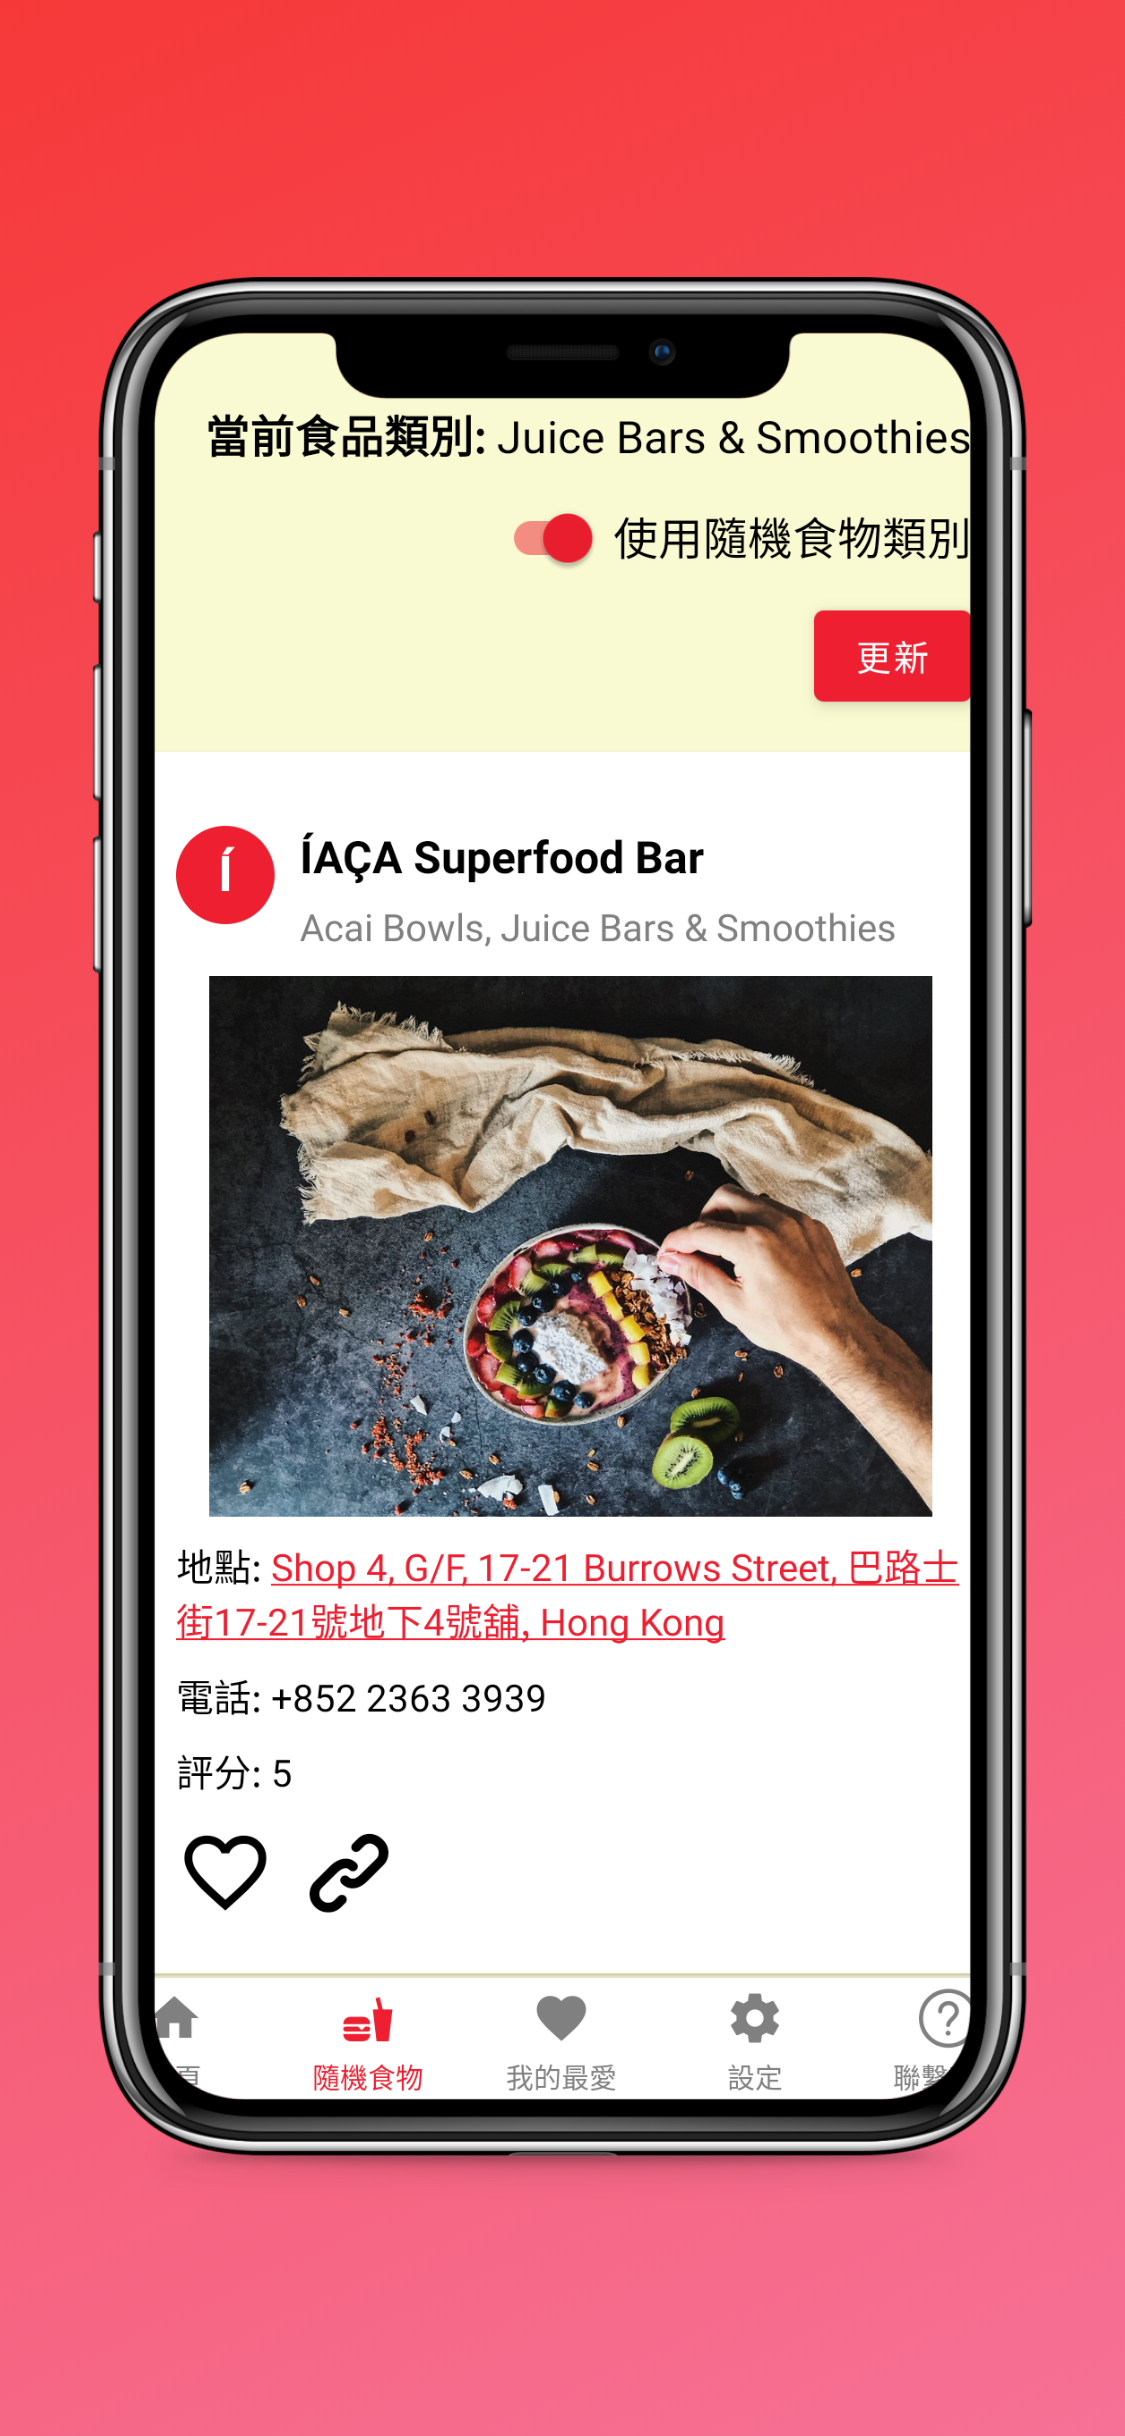 當前食品類別: Juice Bars & Smoothies
使用隨機食物類別
更新
Í
ÍAÇA Superfood Bar
Acai Bowls, Juice Bars & Smoothies
地點: Shop 4, G/F, 17-21 Burrows Street, 巴路士
街17-21號地下4號舖, Hong Kong
電話: +852 2363 3939
評分: 5
頁 隨機食物 我的最愛 設定 聯繫